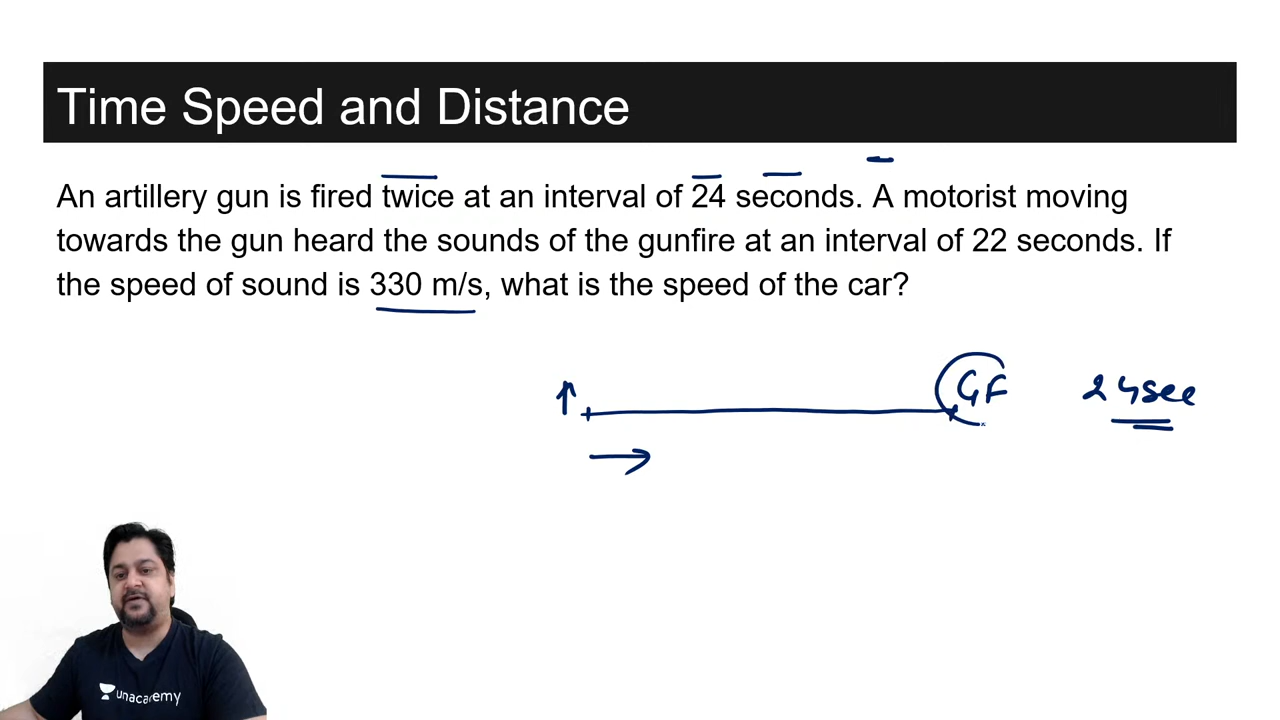 Time Speed and Distance
An artillery gun is fired twice at an interval of 24 seconds. A motorist moving
towards the gun heard the sounds of the gunfire at an interval of 22 seconds. If
the speed of sound is 330 m/s, what is the speed of the car?
GF 24sec
unacademy